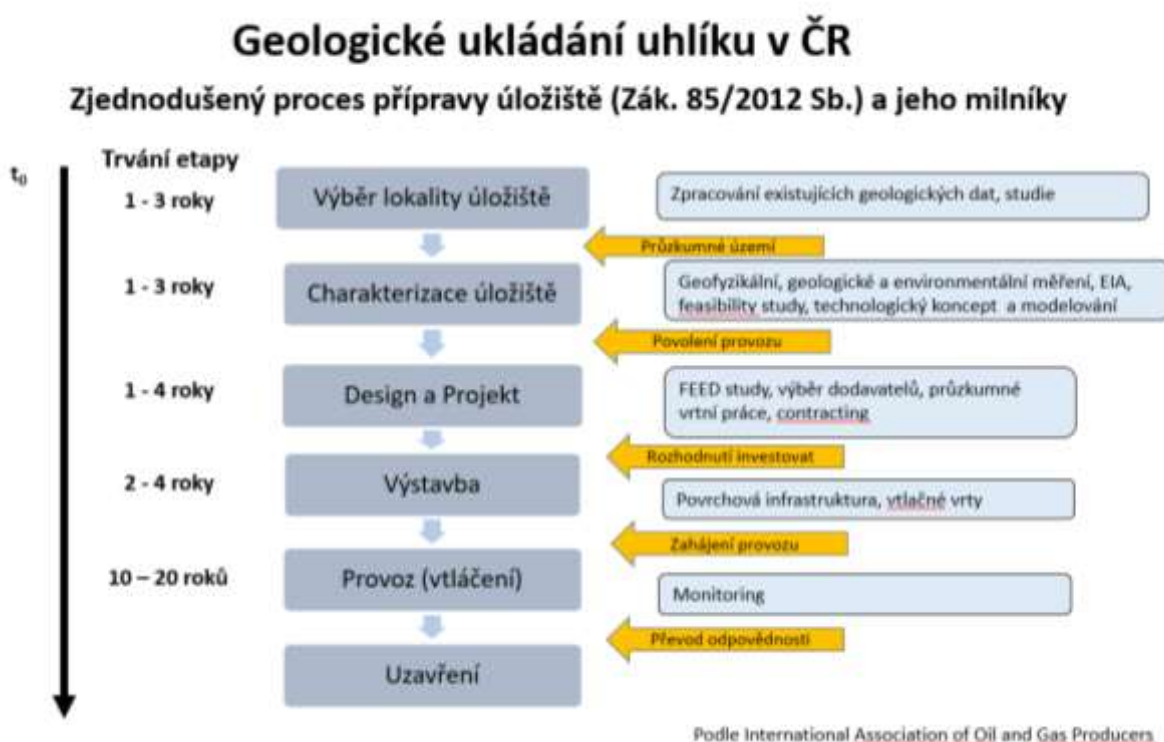 Geologické ukládání uhlíku v ČR
Zjednodušený proces přípravy úložiště (Zák. 85/2012 Sb.) a jeho milníky
t₀
Trvání etapy
1 - 3 roky
Výběr lokality úložiště
Zpracování existujících geologických dat, studie
Průzkumné území
1 - 3 roky
Charakterizace úložiště
Geofyzikální, geologické a environmentální měření, EIA,
feasibility study, technologický koncept a modelování
Povolení provozu
1 - 4 roky
Design a Projekt
FEED study, výběr dodavatelů, průzkumné
vrtní práce, contracting
Rozhodnutí investovat
2 - 4 roky
Výstavba
Povrchová infrastruktura, vtlačné vrty
Zahájení provozu
10 – 20 roků
Provoz (vtláčení)
Monitoring
Převod odpovědnosti
Uzavření
Podle International Association of Oil and Gas Producers